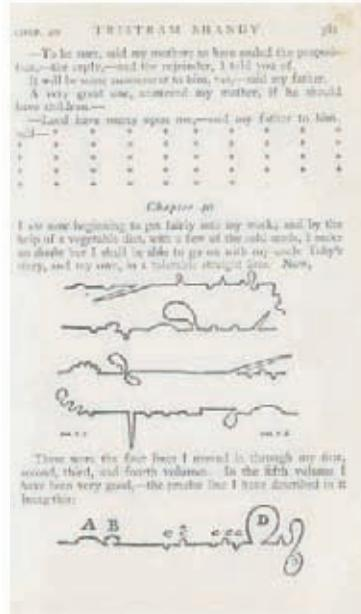 CHAP. 40 TRISTRAM SHANDY 381
—To be sure, said my mother: so here ended the proposi-
tion,—the reply,—and the rejoinder, I told you of.
It will be some amusement to him, too,—said my father.
A very great one, answered my mother, if he should
have children.—
—Lord have mercy upon me,—said my father to him-
self—* * * * * * * * *
* * * * * * * * * *
* * * * * * * * * *
* * * * * * * * * *
* * * * * * * * * *
Chapter 40
I am now beginning to get fairly into my work; and by the
help of a vegetable diet, with a few of the cold seeds, I make
no doubt but I shall be able to go on with my uncle Toby's
story, and my own, in a tolerable straight line. Now,
These were the four lines I moved in through my first,
second, third, and fourth volumes. In the fifth volume I
have been very good,—the precise line I have described in it
being this:
A B c c c c c D